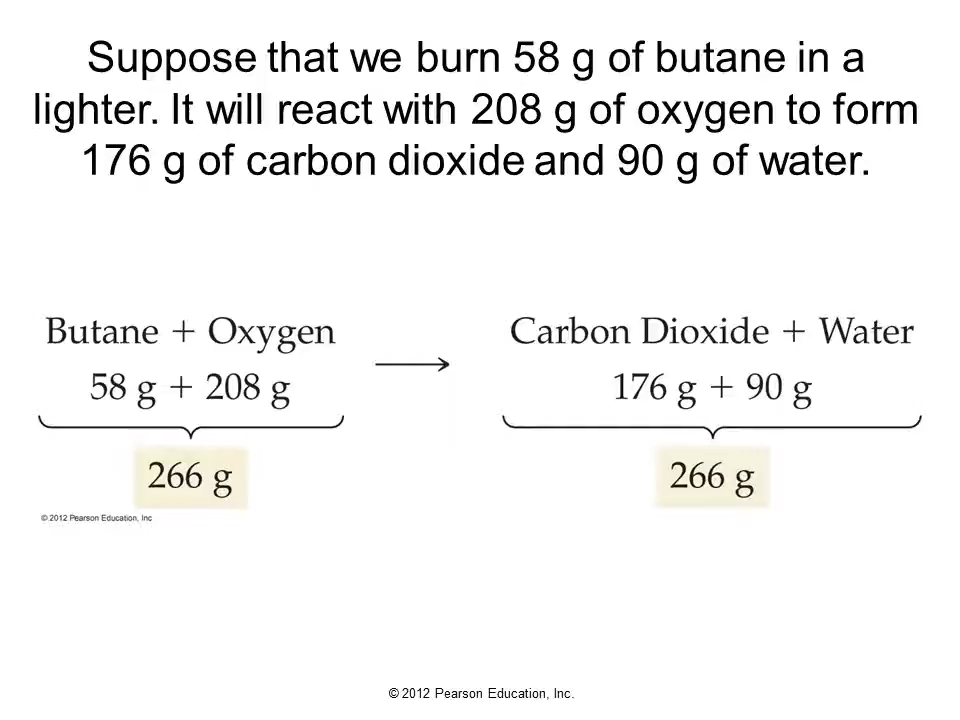 Suppose that we burn 58 g of butane in a
lighter. It will react with 208 g of oxygen to form
176 g of carbon dioxide and 90 g of water.
Butane + Oxygen
58 g + 208 g
266 g
⟶
Carbon Dioxide + Water
176 g + 90 g
266 g
© 2012 Pearson Education, Inc
© 2012 Pearson Education, Inc.